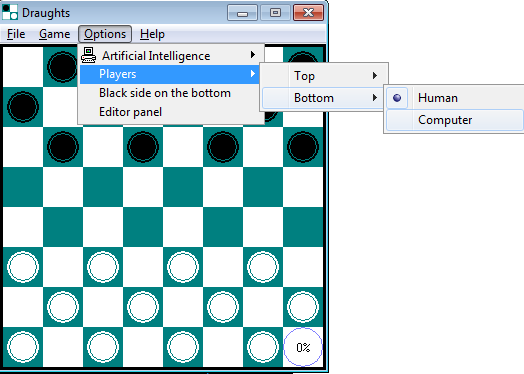 Draughts
File Game Options Help
Artificial Intelligence
Players
Black side on the bottom
Editor panel
Top
Bottom
Human
Computer
0%